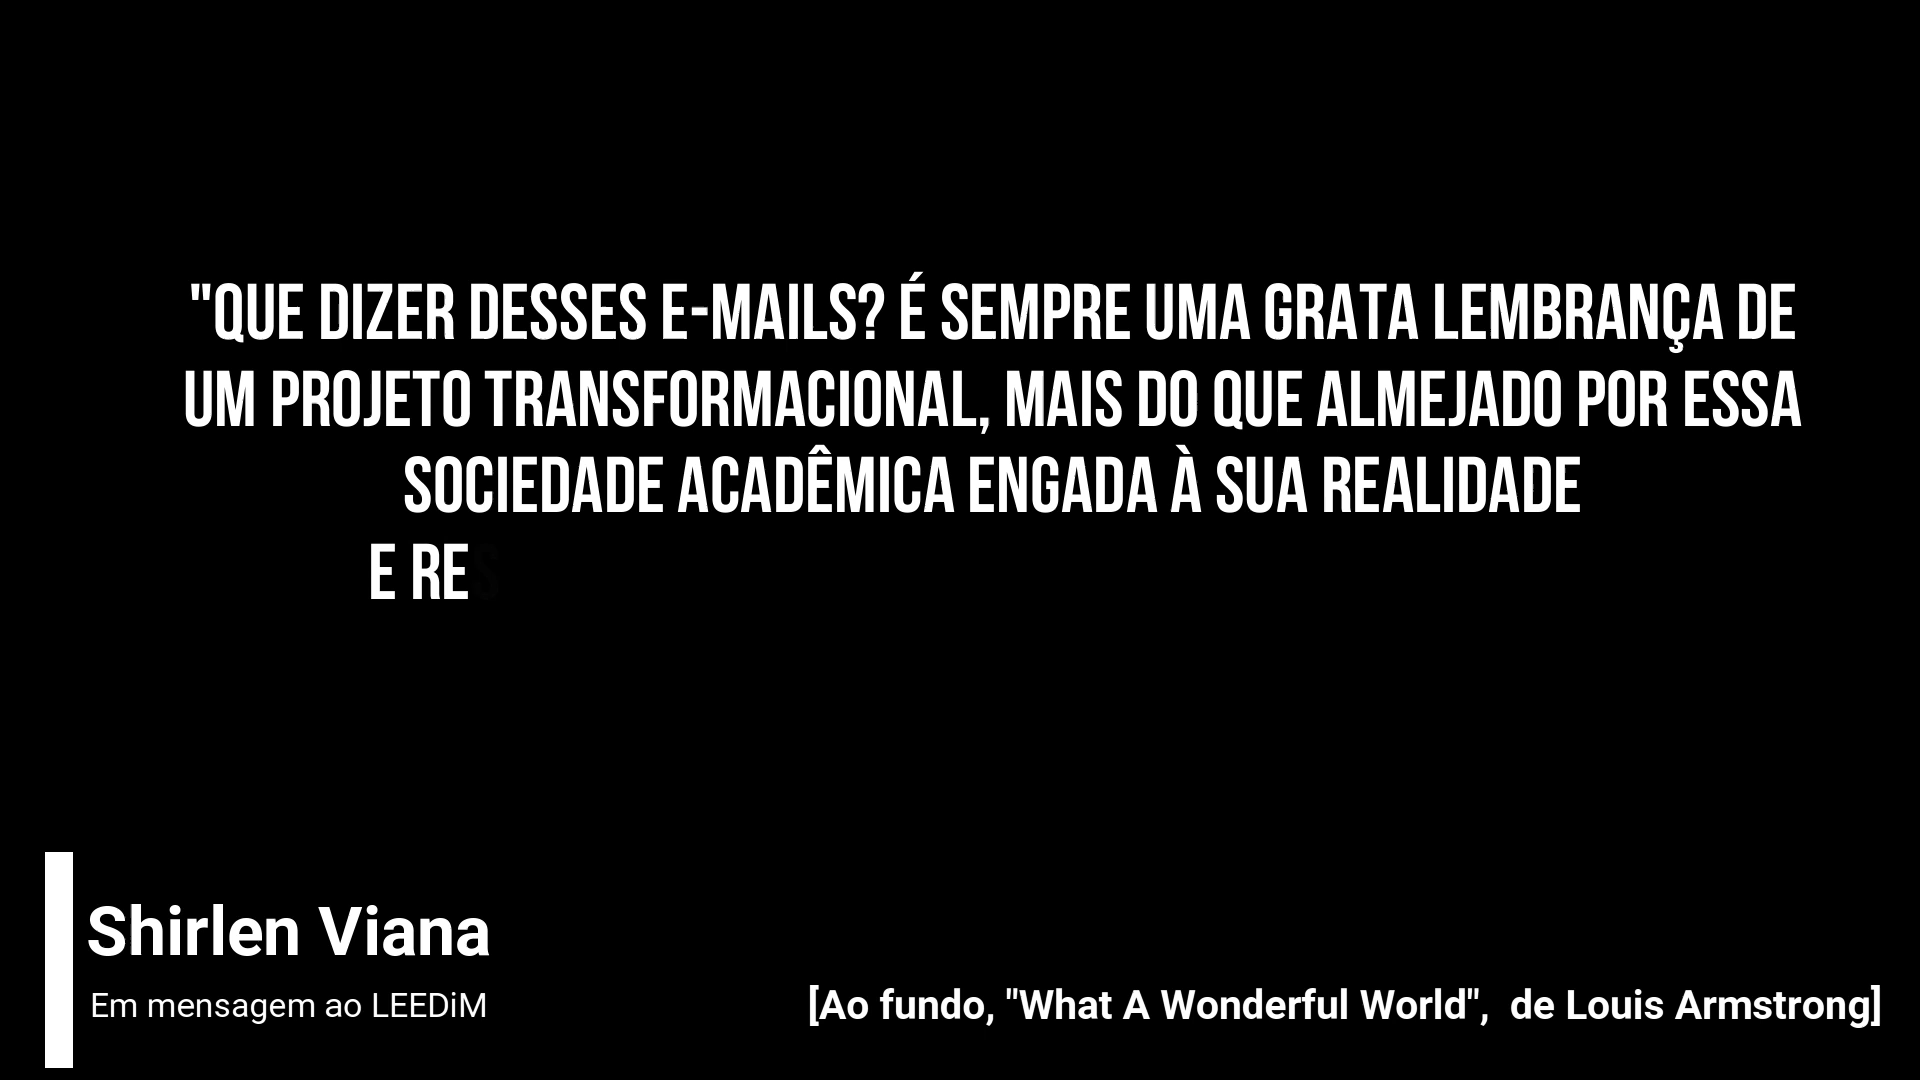 "QUE DIZER DESSES E-MAILS? É SEMPRE UMA GRATA LEMBRANÇA DE
UM PROJETO TRANSFORMACIONAL, MAIS DO QUE ALMEJADO POR ESSA
SOCIEDADE ACADÊMICA ENGADA À SUA REALIDADE
E RES
Shirlen Viana
Em mensagem ao LEEDiM
[Ao fundo, "What A Wonderful World",  de Louis Armstrong]